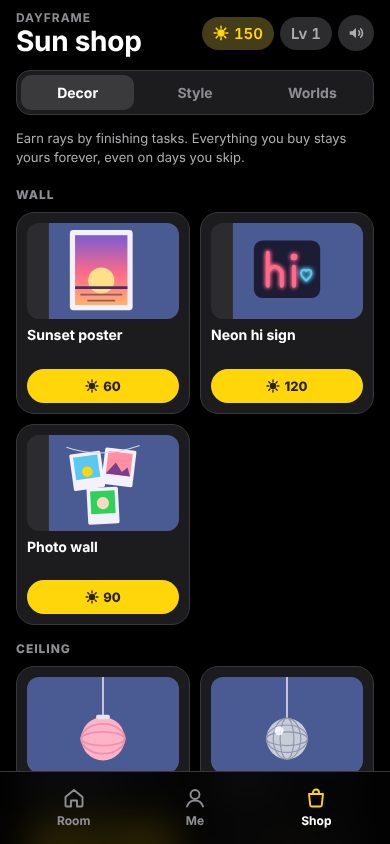 DAYFRAME
Sun shop
150
Lv 1
Decor
Style
Worlds
Earn rays by finishing tasks. Everything you buy stays
yours forever, even on days you skip.
WALL
hi
Sunset poster
Neon hi sign
60
120
Photo wall
90
CEILING
Room
Me
Shop